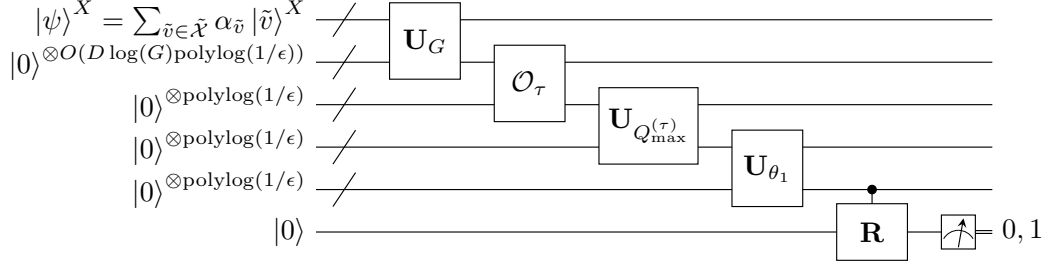 |ψ⟩^X = ∑_{ṽ∈X̃} α_ṽ |ṽ⟩^X
U_G
|0⟩^{⊗O(D log(G)polylog(1/ϵ))}
O_τ
|0⟩^{⊗polylog(1/ϵ)}
U_{Q_max^{(τ)}}
|0⟩^{⊗polylog(1/ϵ)}
U_{θ_1}
|0⟩^{⊗polylog(1/ϵ)}
|0⟩ R 0, 1